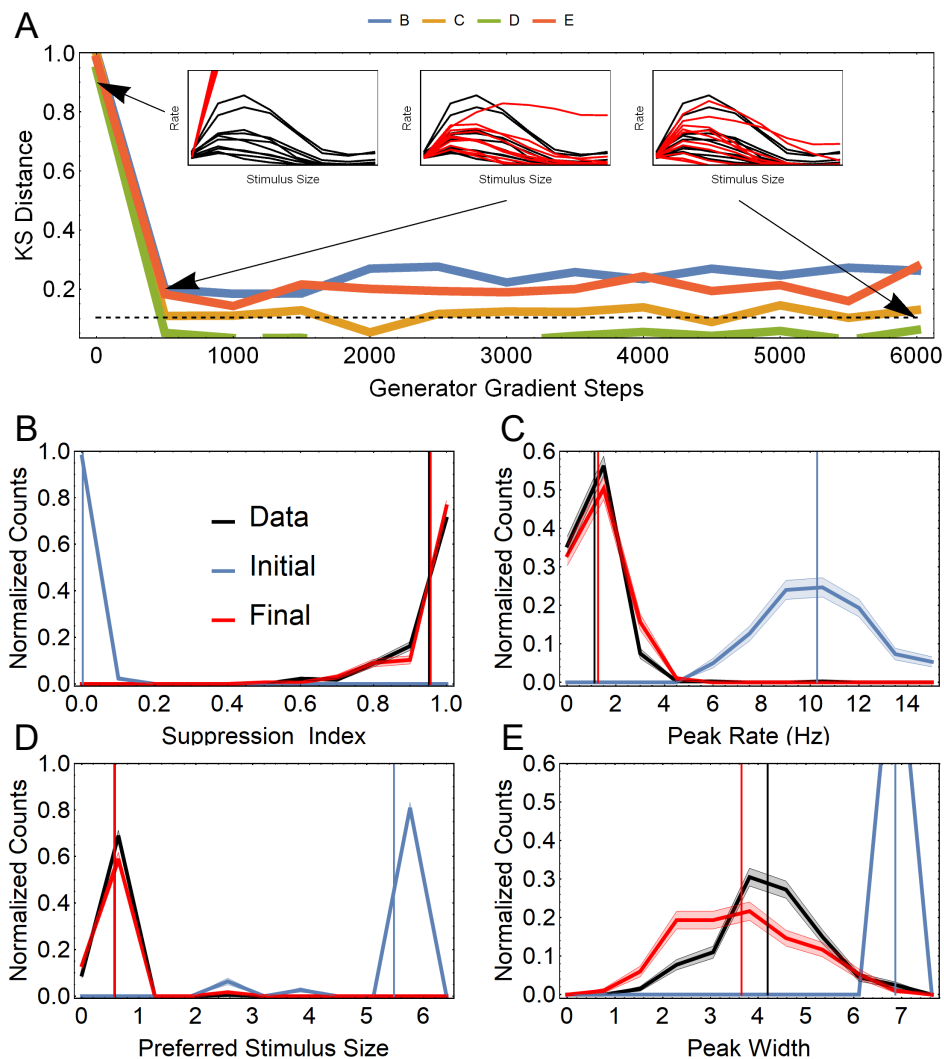 A
B C D E
1.0
0.8
0.6
0.4
0.2
KS Distance
Rate
Stimulus Size
Rate
Stimulus Size
Rate
Stimulus Size
0 1000 2000 3000 4000 5000 6000
Generator Gradient Steps
B
1.0
0.8
0.6
0.4
0.2
0.0
Normalized Counts
Data
Initial
Final
0.0 0.2 0.4 0.6 0.8 1.0
Suppression Index
C
0.6
0.5
0.4
0.3
0.2
0.1
0.0
Normalized Counts
0 2 4 6 8 10 12 14
Peak Rate (Hz)
D
1.0
0.8
0.6
0.4
0.2
0.0
Normalized Counts
0 1 2 3 4 5 6
Preferred Stimulus Size
E
0.6
0.5
0.4
0.3
0.2
0.1
0.0
Normalized Counts
0 1 2 3 4 5 6 7
Peak Width